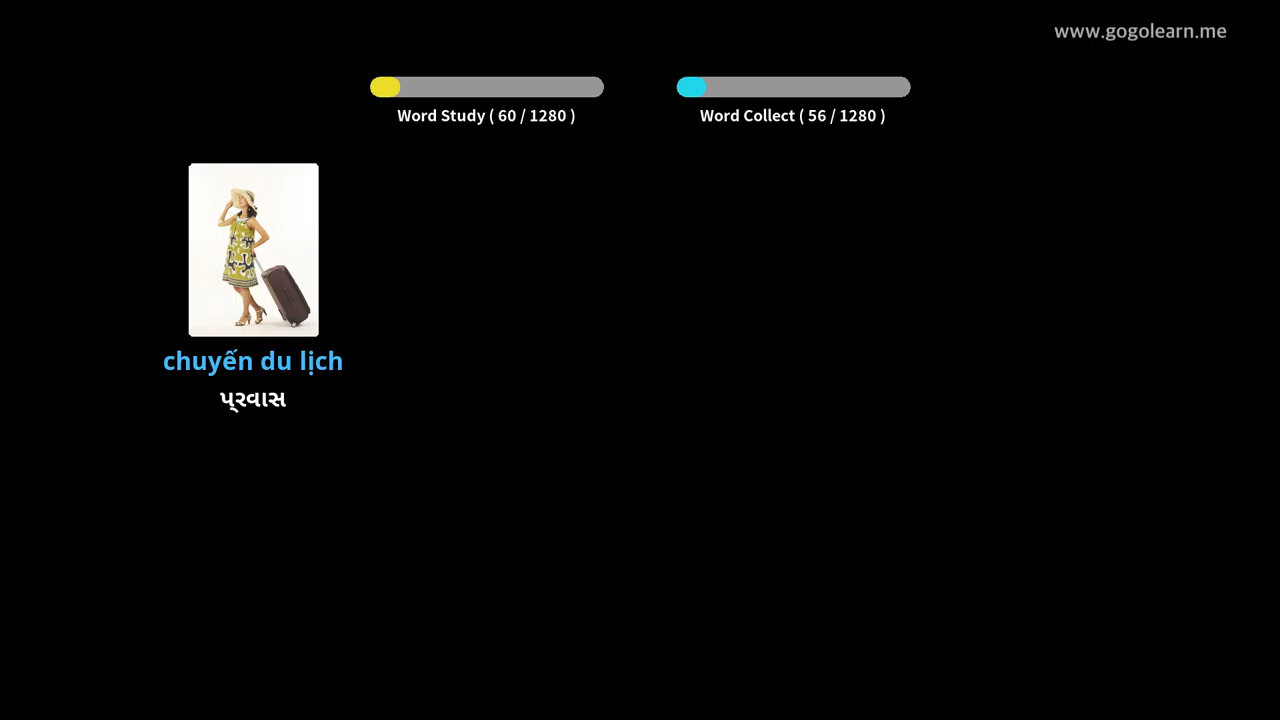 www.gogolearn.me
Word Study ( 60 / 1280 )
Word Collect ( 56 / 1280 )
chuyến du lịch
પ્રવાસ